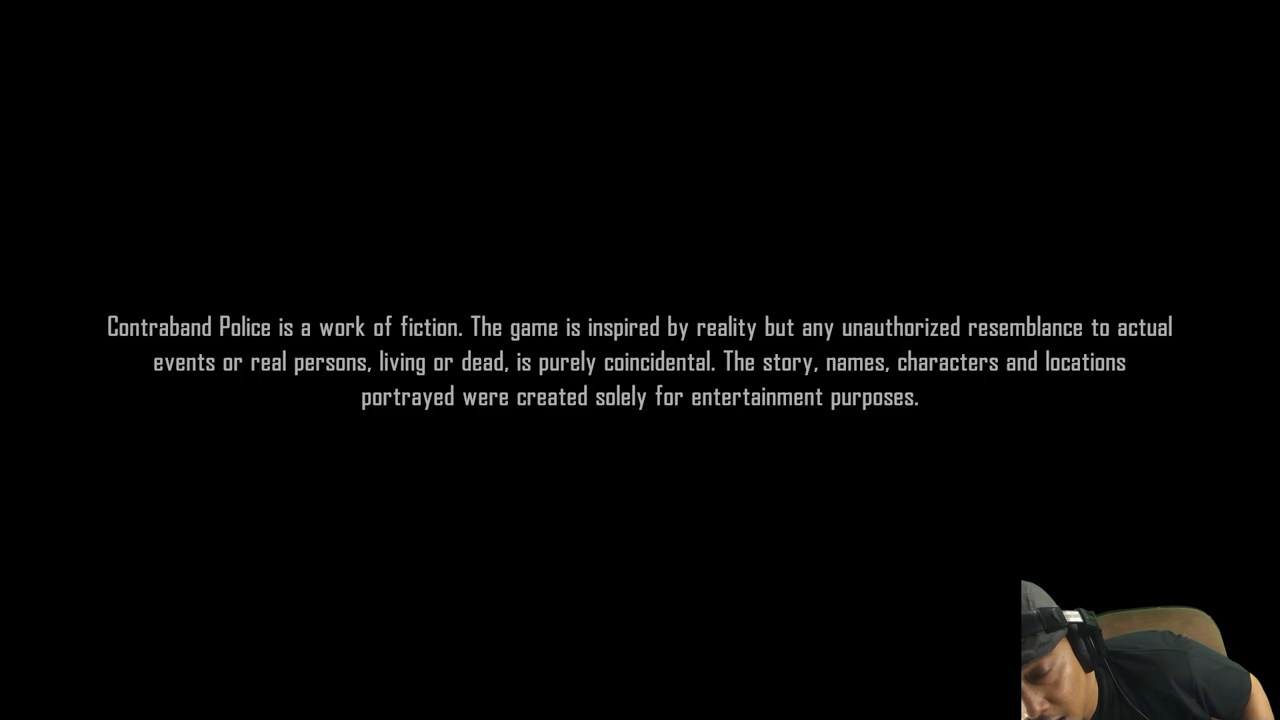 Contraband Police is a work of fiction. The game is inspired by reality but any unauthorized resemblance to actual
events or real persons, living or dead, is purely coincidental. The story, names, characters and locations
portrayed were created solely for entertainment purposes.